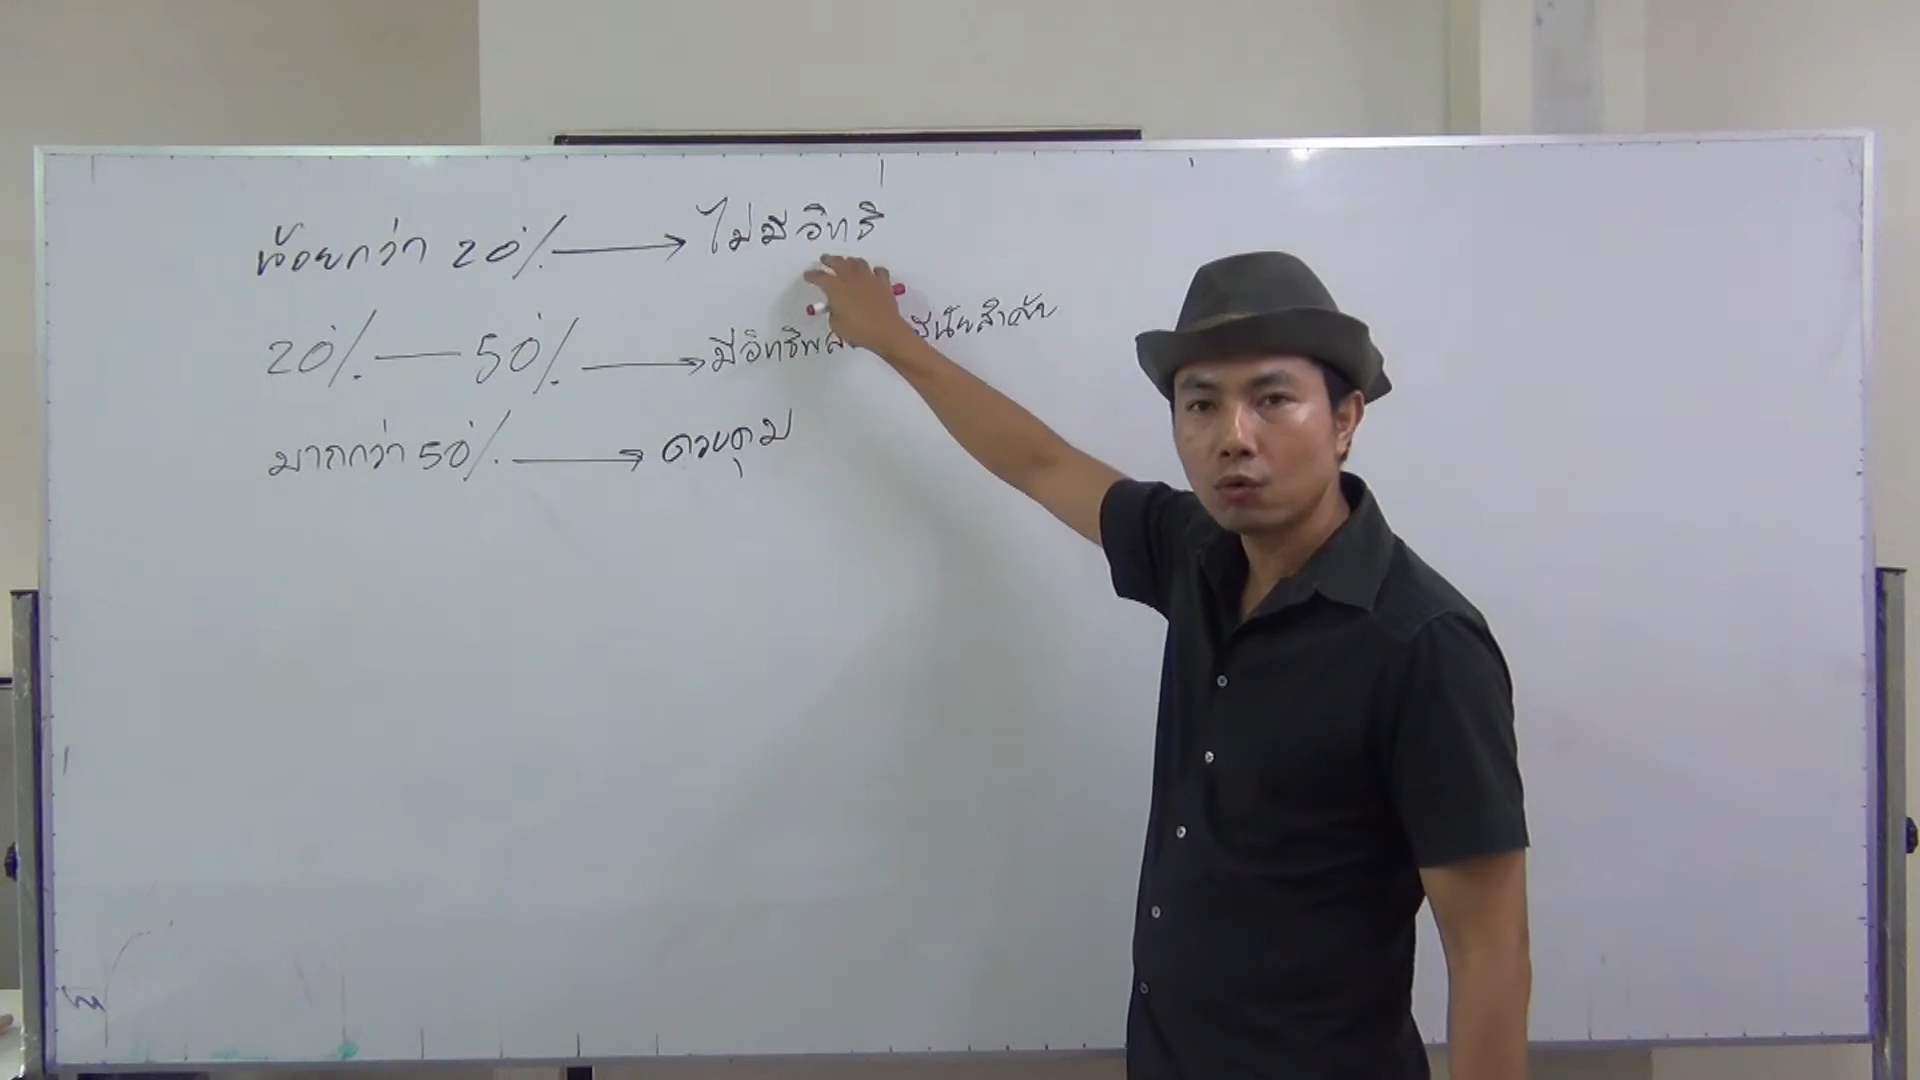 น้อยกว่า 20% → ไม่มีอิทธิ
20% — 50% → มีอิทธิพล มีนัยสำคัญ
มากกว่า 50% → ควบคุม